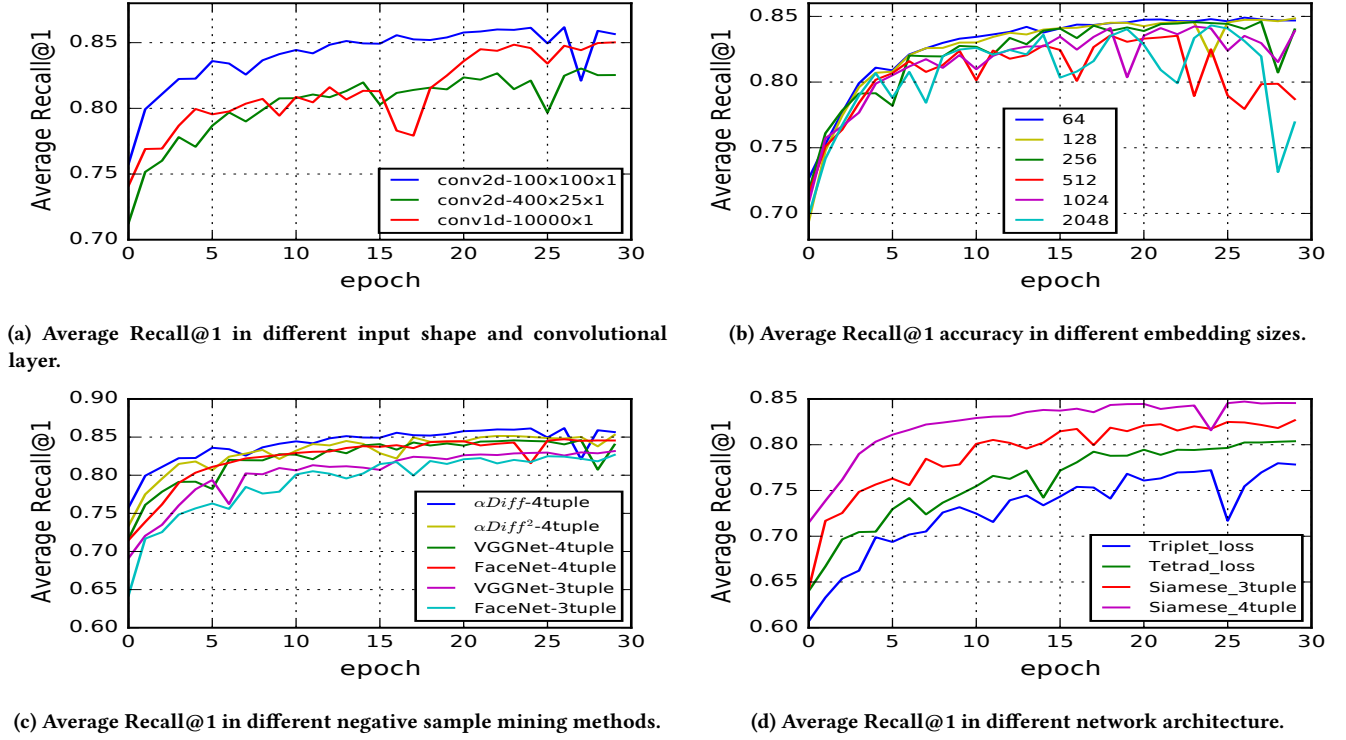 0.85
0.80
0.75
0.70
Average Recall@1
0 5 10 15 20 25 30
epoch
conv2d-100x100x1
conv2d-400x25x1
conv1d-10000x1
(a) Average Recall@1 in different input shape and convolutional
layer.
0.85
0.80
0.75
0.70
Average Recall@1
0 5 10 15 20 25 30
epoch
64
128
256
512
1024
2048
(b) Average Recall@1 accuracy in different embedding sizes.
0.90
0.85
0.80
0.75
0.70
0.65
0.60
Average Recall@1
0 5 10 15 20 25 30
epoch
αDiff-4tuple
αDiff²-4tuple
VGGNet-4tuple
FaceNet-4tuple
VGGNet-3tuple
FaceNet-3tuple
(c) Average Recall@1 in different negative sample mining methods.
0.85
0.80
0.75
0.70
0.65
0.60
Average Recall@1
0 5 10 15 20 25 30
epoch
Triplet_loss
Tetrad_loss
Siamese_3tuple
Siamese_4tuple
(d) Average Recall@1 in different network architecture.